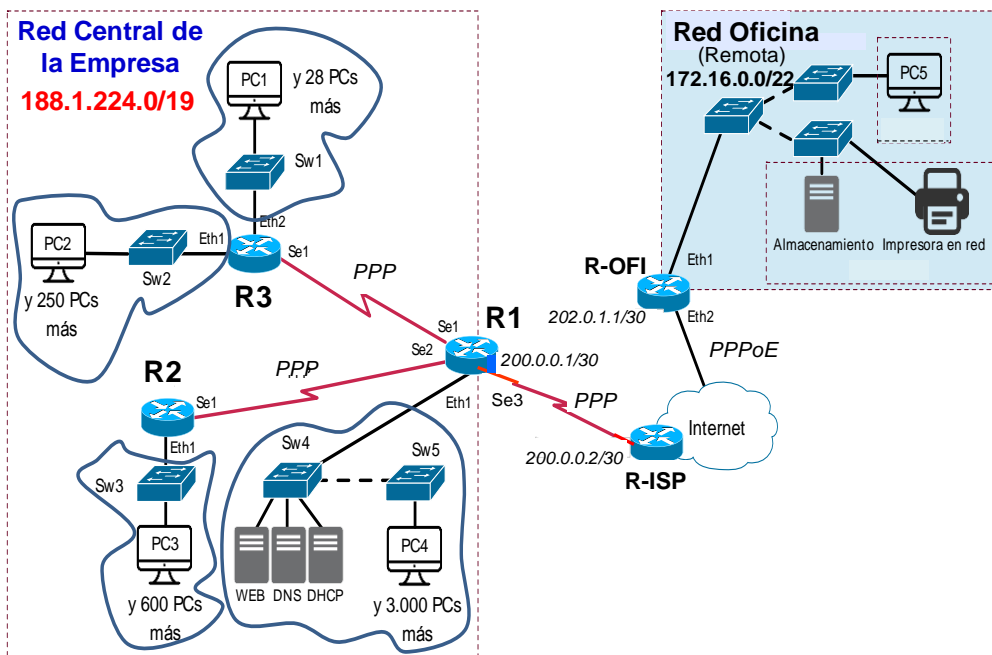 Red Central de
la Empresa
188.1.224.0/19
PC1
y 28 PCs
más
Sw1
Eth2
PC2
Sw2
Eth1
Se1
y 250 PCs
más
R3
PPP
R2
PPP
Se1
Eth1
Sw3
PC3
y 600 PCs
más
Se1
Se2
R1
200.0.0.1/30
Eth1
Se3
PPP
Sw4
Sw5
WEB
DNS
DHCP
PC4
y 3.000 PCs
más
200.0.0.2/30
R-ISP
Internet
Red Oficina
(Remota)
172.16.0.0/22
PC5
Almacenamiento
Impresora en red
R-OFI
Eth1
202.0.1.1/30
Eth2
PPPoE